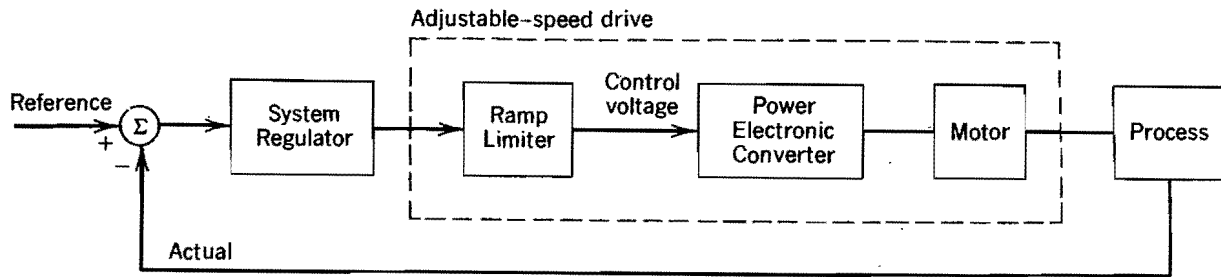 Adjustable-speed drive
Reference
+
Σ
−
System
Regulator
Ramp
Limiter
Control
voltage
Power
Electronic
Converter
Motor
Process
Actual